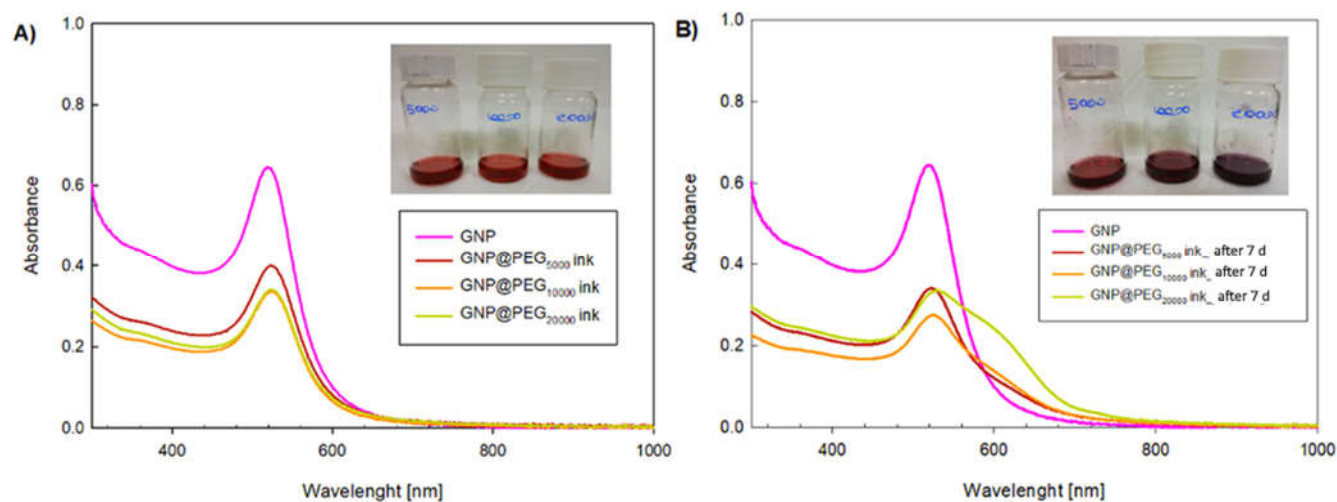 A)
1.0
0.8
0.6
0.4
0.2
0.0
Absorbance
5000
GNP
GNP@PEG5000 ink
GNP@PEG10000 ink
GNP@PEG20000 ink
400
600
800
1000
Wavelenght [nm]
B)
1.0
0.8
0.6
0.4
0.2
0.0
Absorbance
5000
GNP
GNP@PEG5000 ink_ after 7 d
GNP@PEG10000 ink_ after 7 d
GNP@PEG20000 ink_ after 7_d
400
600
800
1000
Wavelenght [nm]